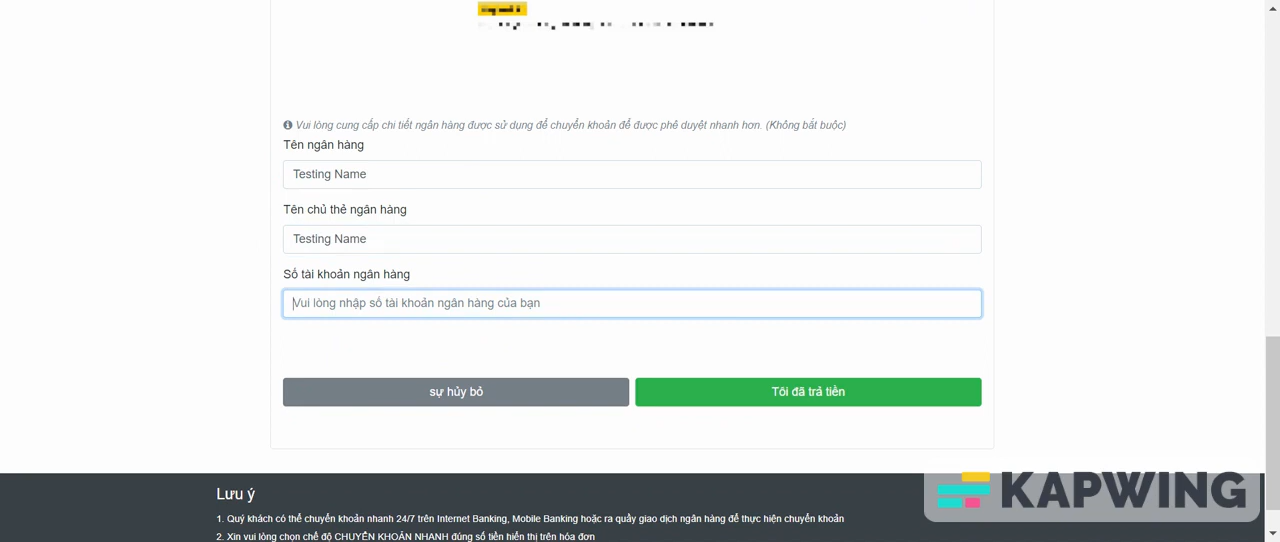 Vui lòng cung cấp chi tiết ngân hàng được sử dụng để chuyển khoản để được phê duyệt nhanh hơn. (Không bắt buộc)
Tên ngân hàng
Testing Name
Tên chủ thẻ ngân hàng
Testing Name
Số tài khoản ngân hàng
Vui lòng nhập số tài khoản ngân hàng của bạn
sự hủy bỏ
Tôi đã trả tiền
Lưu ý
1. Quý khách có thể chuyển khoản nhanh 24/7 trên Internet Banking, Mobile Banking hoặc ra quầy giao dịch ngân hàng để thực hiện chuyển khoản
2. Xin vui lòng chọn chế độ CHUYỂN KHOẢN NHANH đúng số tiền hiển thị trên hóa đơn
KAPWING